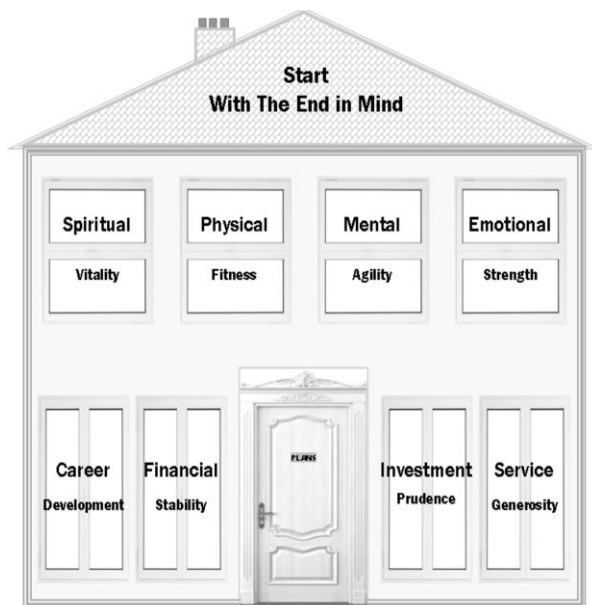 Start
With The End in Mind
Spiritual
Physical
Mental
Emotional
Vitality
Fitness
Agility
Strength
Career
Financial
Investment
Service
Development
Stability
Prudence
Generosity
PLANS